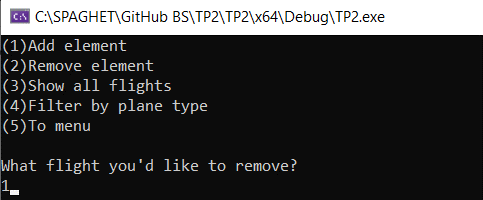 C:\SPAGHET\GitHub BS\TP2\TP2\x64\Debug\TP2.exe
(1)Add element
(2)Remove element
(3)Show all flights
(4)Filter by plane type
(5)To menu
What flight you'd like to remove?
1